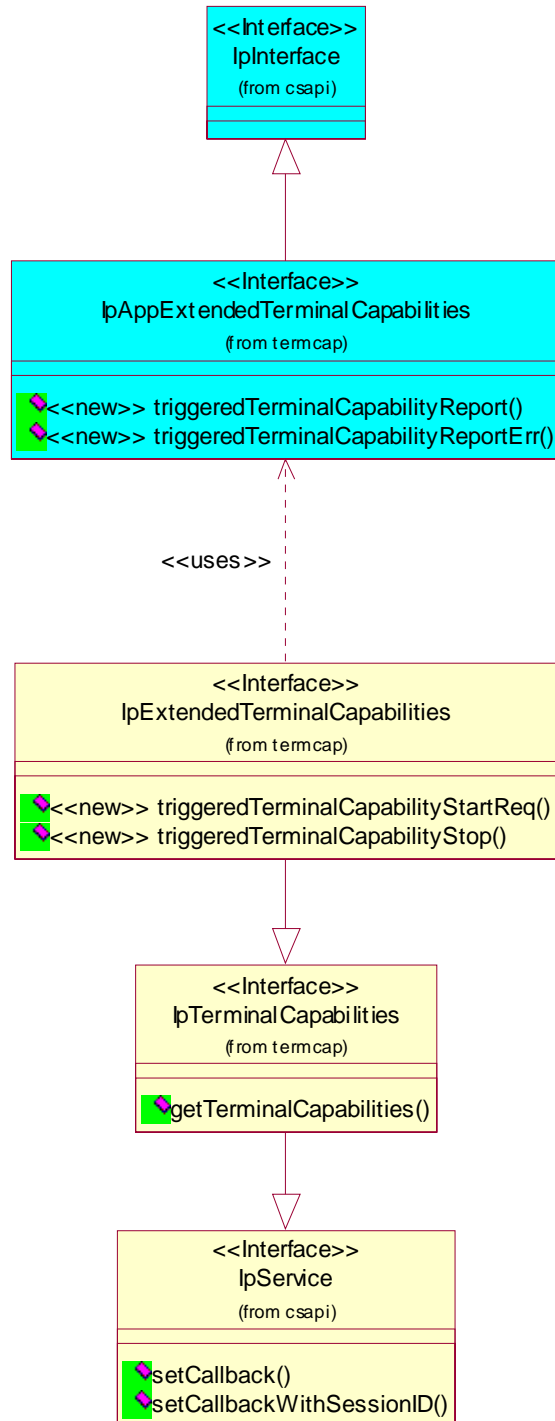 <<Interface>>
IpInterface
(from csapi)
<<Interface>>
IpAppExtendedTerminalCapabilities
(from termcap)
<<new>> triggeredTerminalCapabilityReport()
<<new>> triggeredTerminalCapabilityReportErr()
<<uses>>
<<Interface>>
IpExtendedTerminalCapabilities
(from termcap)
<<new>> triggeredTerminalCapabilityStartReq()
<<new>> triggeredTerminalCapabilityStop()
<<Interface>>
IpTerminalCapabilities
(from termcap)
getTerminalCapabilities()
<<Interface>>
IpService
(from csapi)
setCallback()
setCallbackWithSessionID()